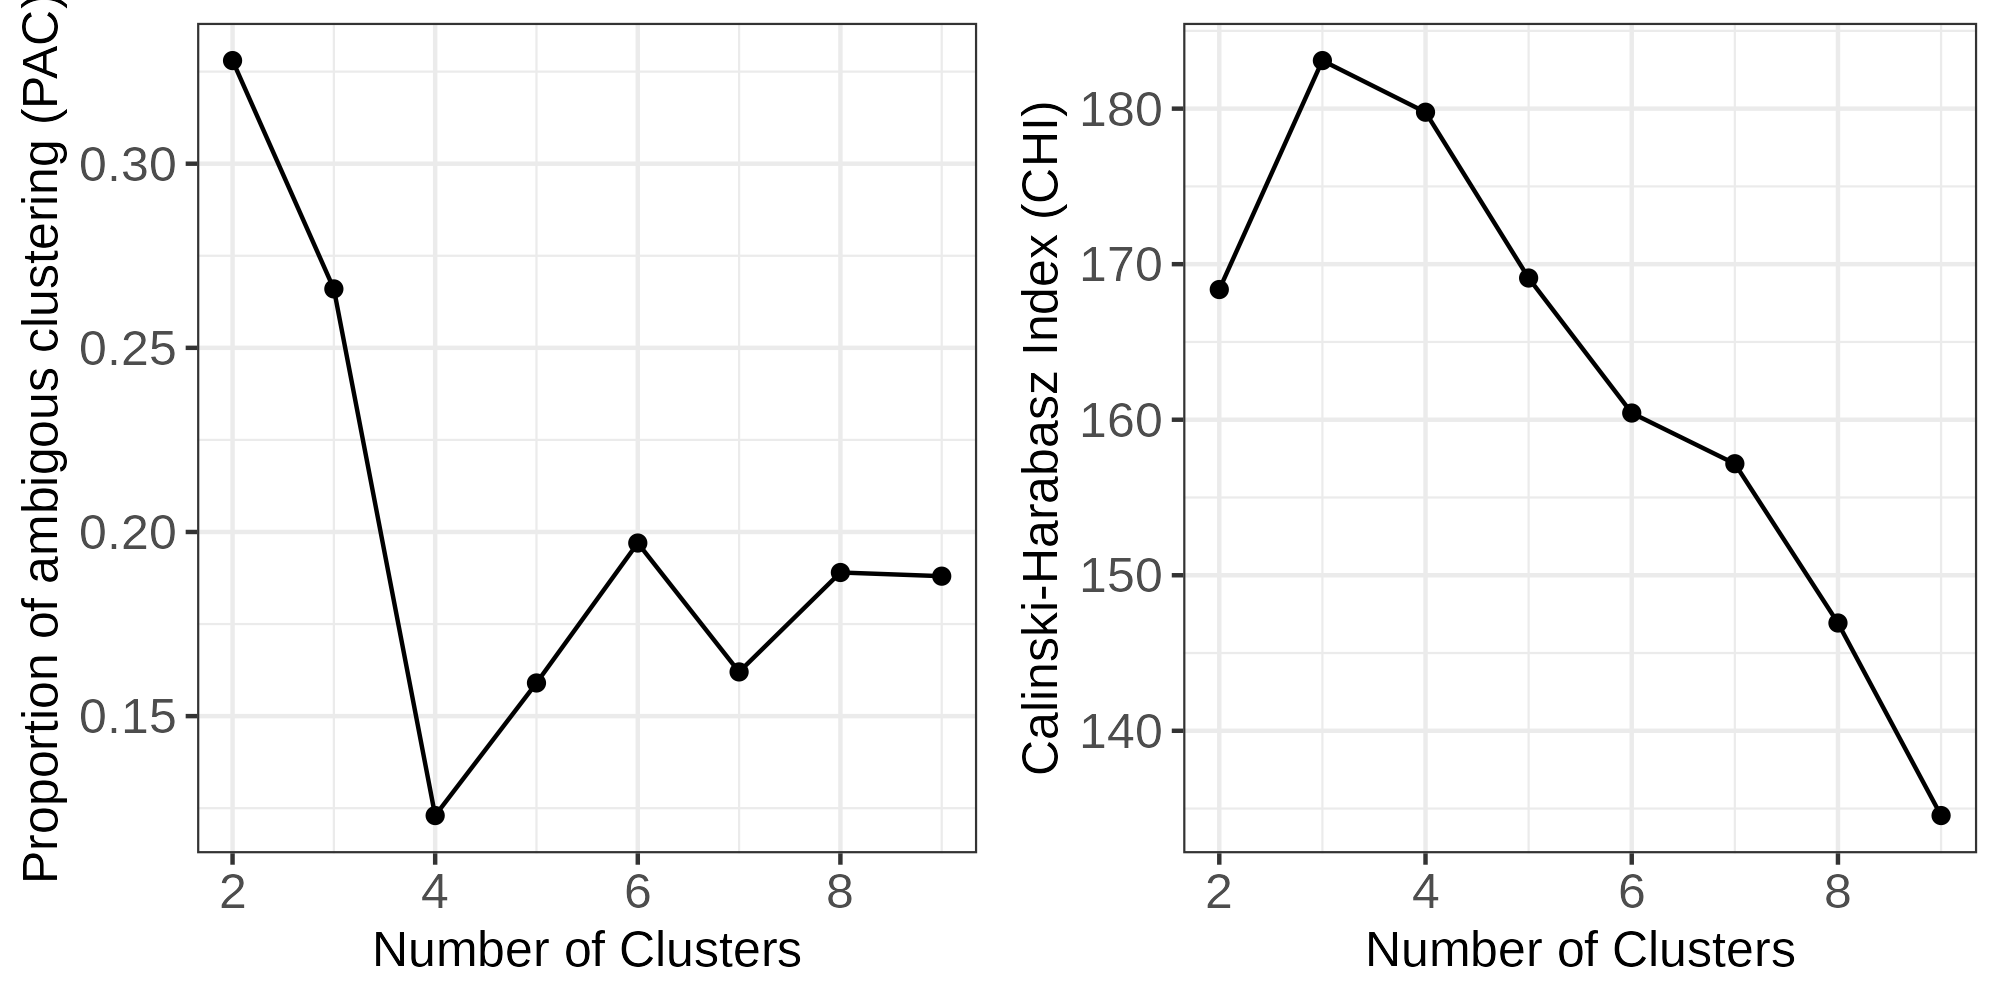 Proportion of ambigous clustering (PAC)
0.30
0.25
0.20
0.15
2 4 6 8
Number of Clusters
Calinski-Harabasz Index (CHI)
180
170
160
150
140
2 4 6 8
Number of Clusters